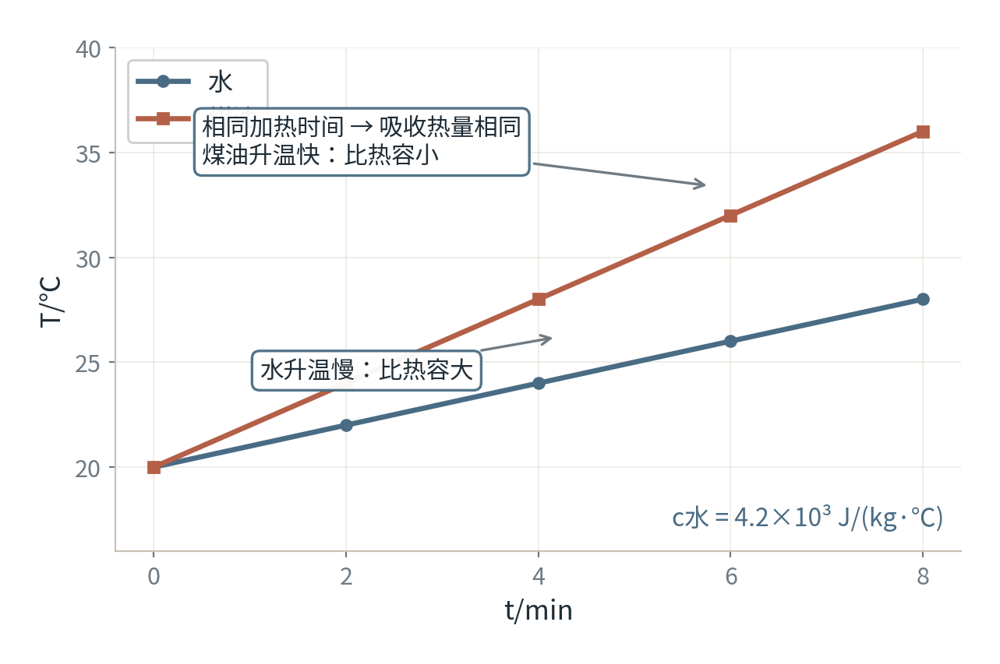 40
35
30
25
20
T/℃
水
相同加热时间 → 吸收热量相同
煤油升温快：比热容小
水升温慢：比热容大
c水 = 4.2×10³ J/(kg·℃)
0 2 4 6 8
t/min